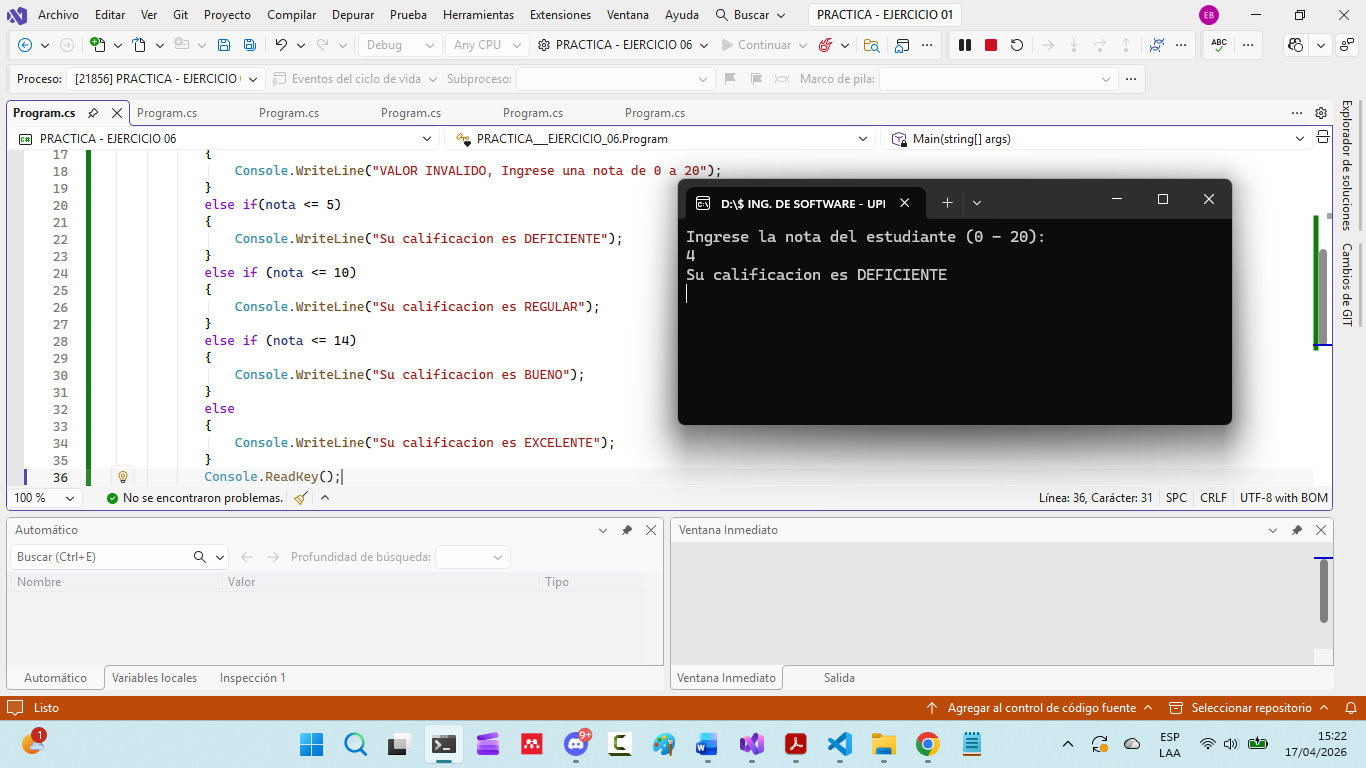 Archivo Editar Ver Git Proyecto Compilar Depurar Prueba Herramientas Extensiones Ventana Ayuda Buscar PRACTICA - EJERCICIO 01 EB
Debug Any CPU PRACTICA - EJERCICIO 06 Continuar ABC
Proceso: [21856] PRACTICA - EJERCICIO Eventos del ciclo de vida Subproceso: Marco de pila:
Program.cs Program.cs Program.cs Program.cs Program.cs Program.cs
C# PRACTICA - EJERCICIO 06 PRACTICA___EJERCICIO_06.Program Main(string[] args)
17 {
18 Console.WriteLine("VALOR INVALIDO, Ingrese una nota de 0 a 20");
19 }
20 else if(nota <= 5)
21 {
22 Console.WriteLine("Su calificacion es DEFICIENTE");
23 }
24 else if (nota <= 10)
25 {
26 Console.WriteLine("Su calificacion es REGULAR");
27 }
28 else if (nota <= 14)
29 {
30 Console.WriteLine("Su calificacion es BUENO");
31 }
32 else
33 {
34 Console.WriteLine("Su calificacion es EXCELENTE");
35 }
36 Console.ReadKey();
D:\$ ING. DE SOFTWARE - UPI
Ingrese la nota del estudiante (0 - 20):
4
Su calificacion es DEFICIENTE
Explorador de soluciones
Cambios de GIT
100 % No se encontraron problemas. Línea: 36, Carácter: 31 SPC CRLF UTF-8 with BOM
Automático
Buscar (Ctrl+E) Profundidad de búsqueda:
Nombre Valor Tipo
Automático Variables locales Inspección 1
Ventana Inmediato
Ventana Inmediato Salida
Listo Agregar al control de código fuente Seleccionar repositorio
1 9+ ESP LAA 15:22
17/04/2026